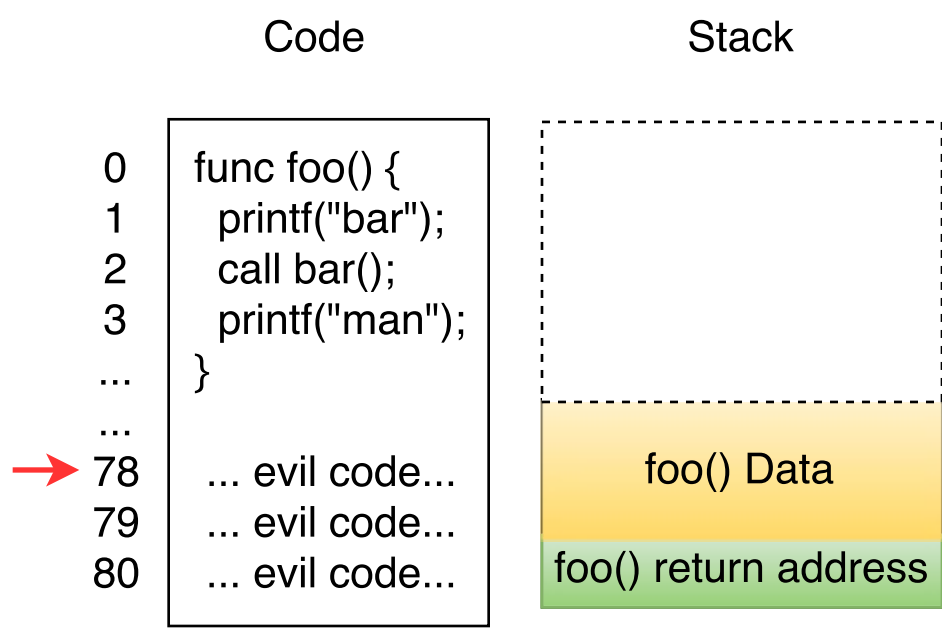 Code Stack
0 func foo() {
1 printf("bar");
2 call bar();
3 printf("man");
... }
...
78 ... evil code...
79 ... evil code...
80 ... evil code...
foo() Data
foo() return address